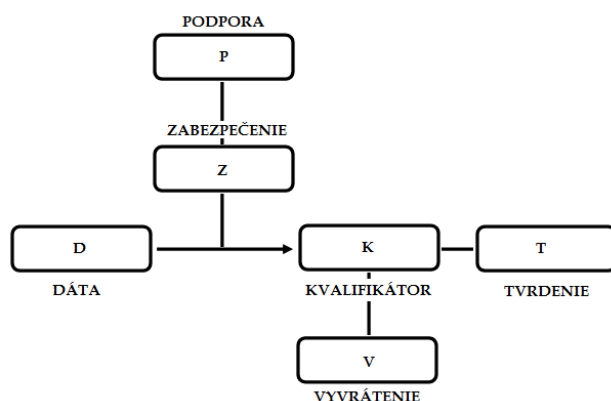 PODPORA
P
ZABEZPEČENIE
Z
D
K
T
DÁTA
KVALIFIKÁTOR
TVRDENIE
V
VYVRÁTENIE